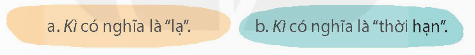 a. Kì có nghĩa là “lạ”.
b. Kì có nghĩa là “thời hạn”.